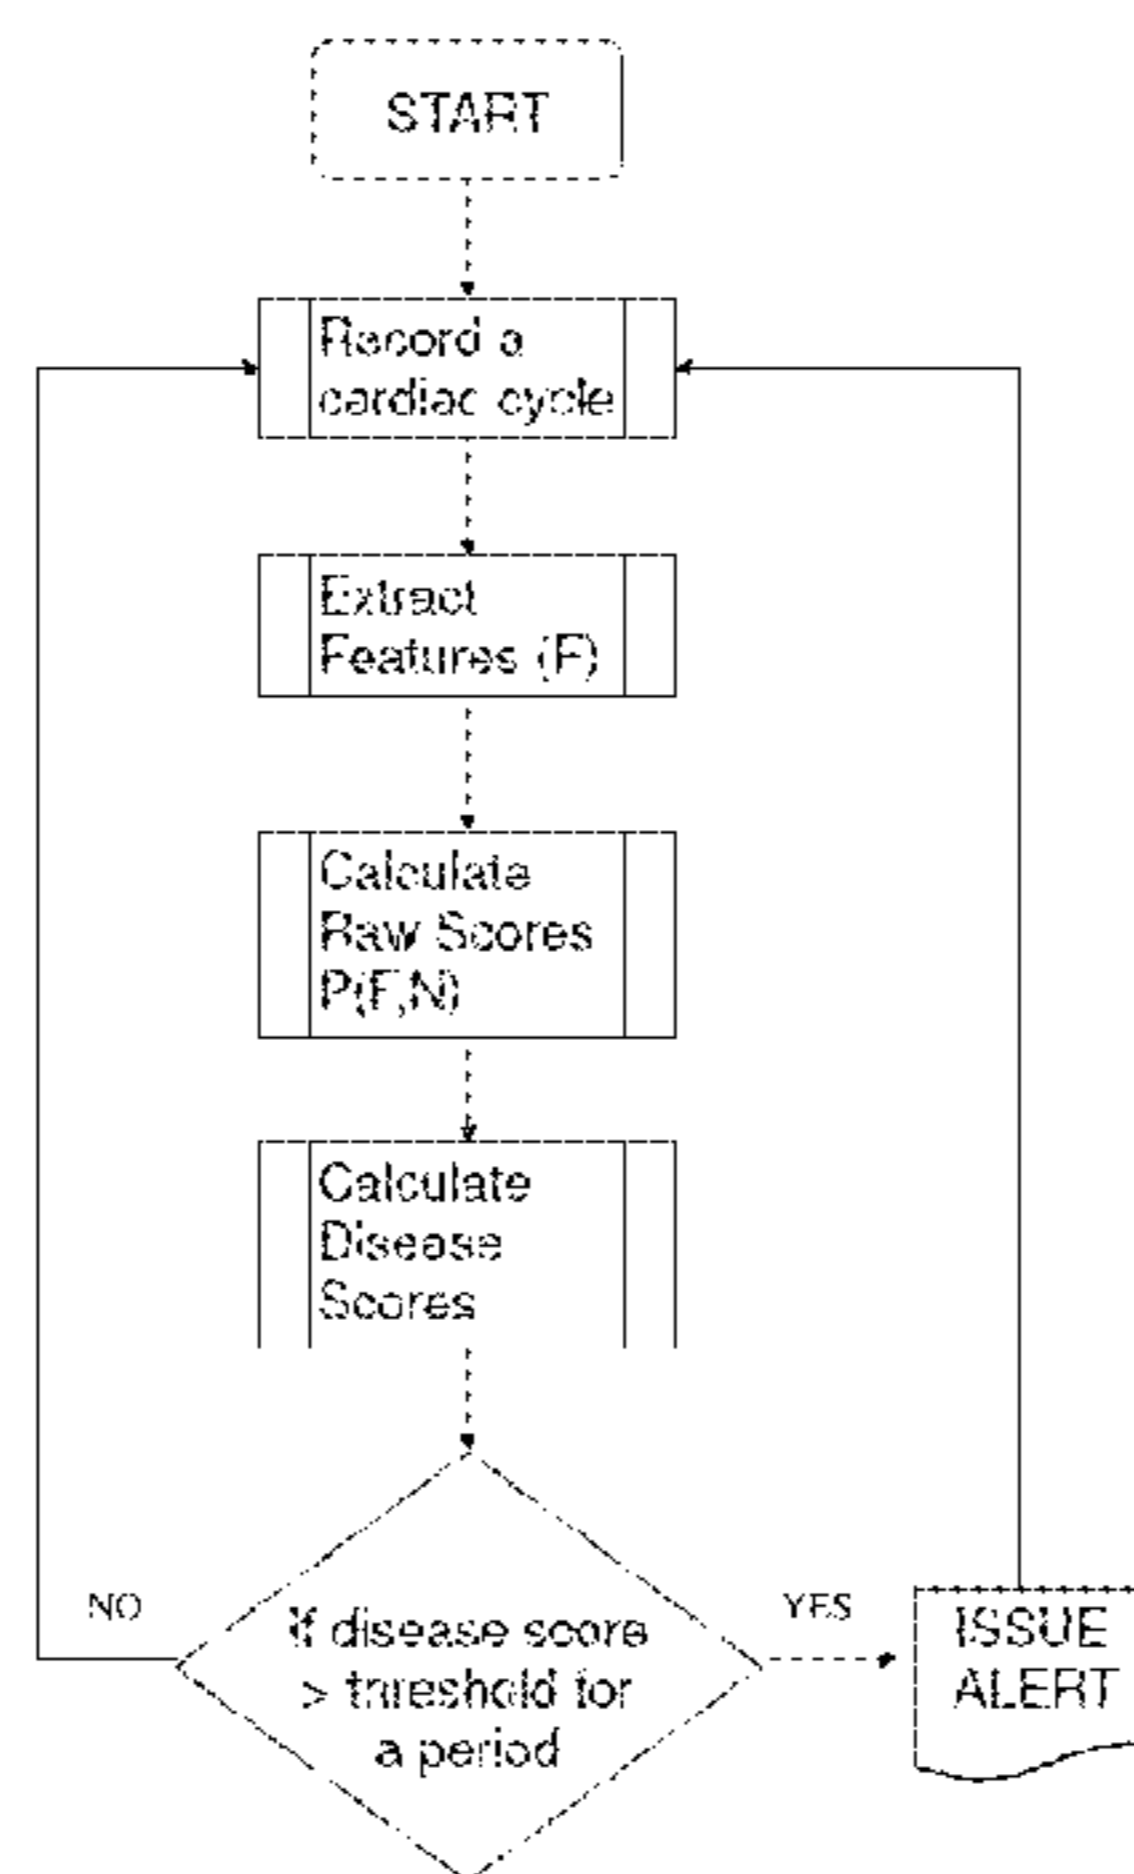 START
Record a
cardiac cycle
Extract
Features (F)
Calculate
Raw Scores
P(F,N)
Calculate
Disease
Scores
NO
If disease score
> threshold for
a period
YES
ISSUE
ALERT